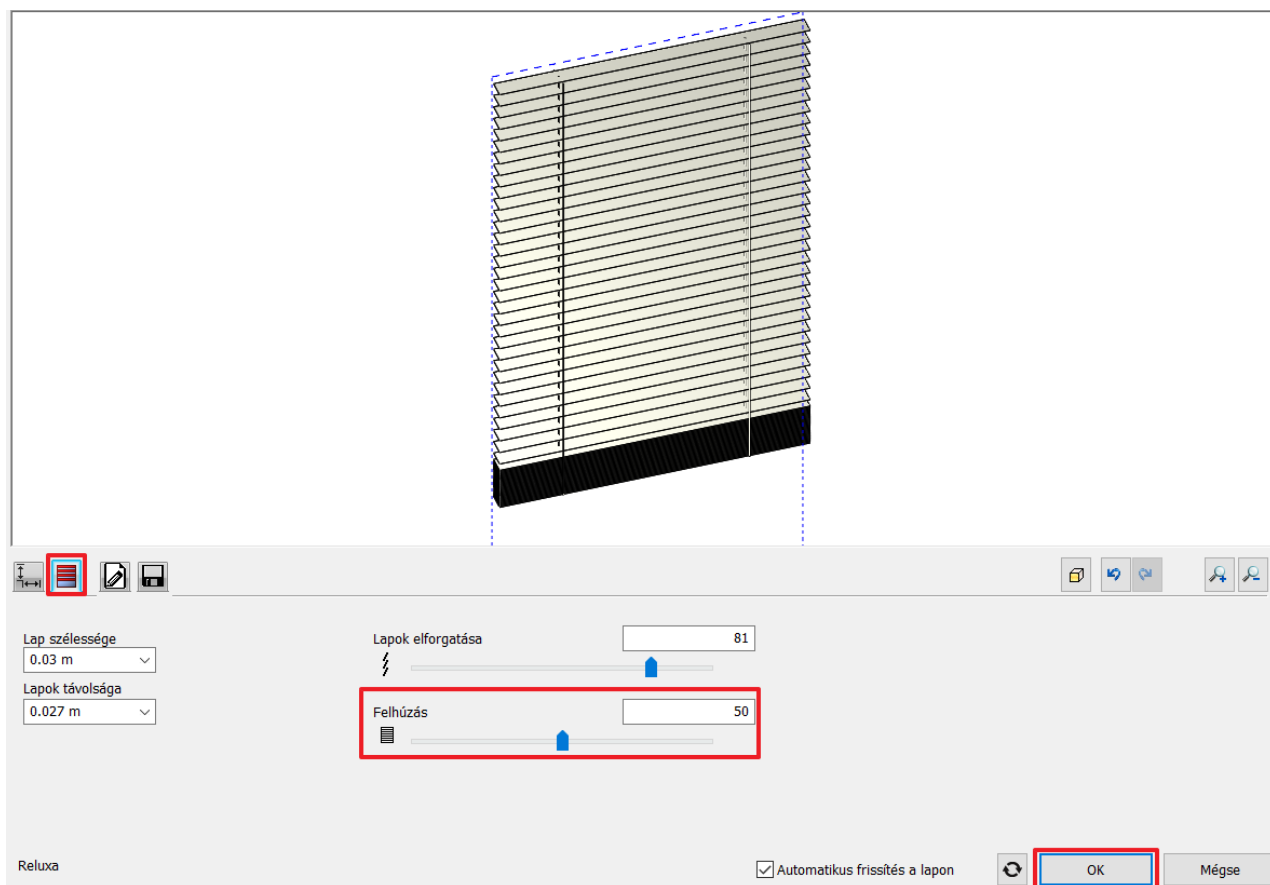 Lap szélessége
0.03 m
Lapok távolsága
0.027 m
Lapok elforgatása
81
Felhúzás
50
Reluxa
Automatikus frissítés a lapon
OK
Mégse